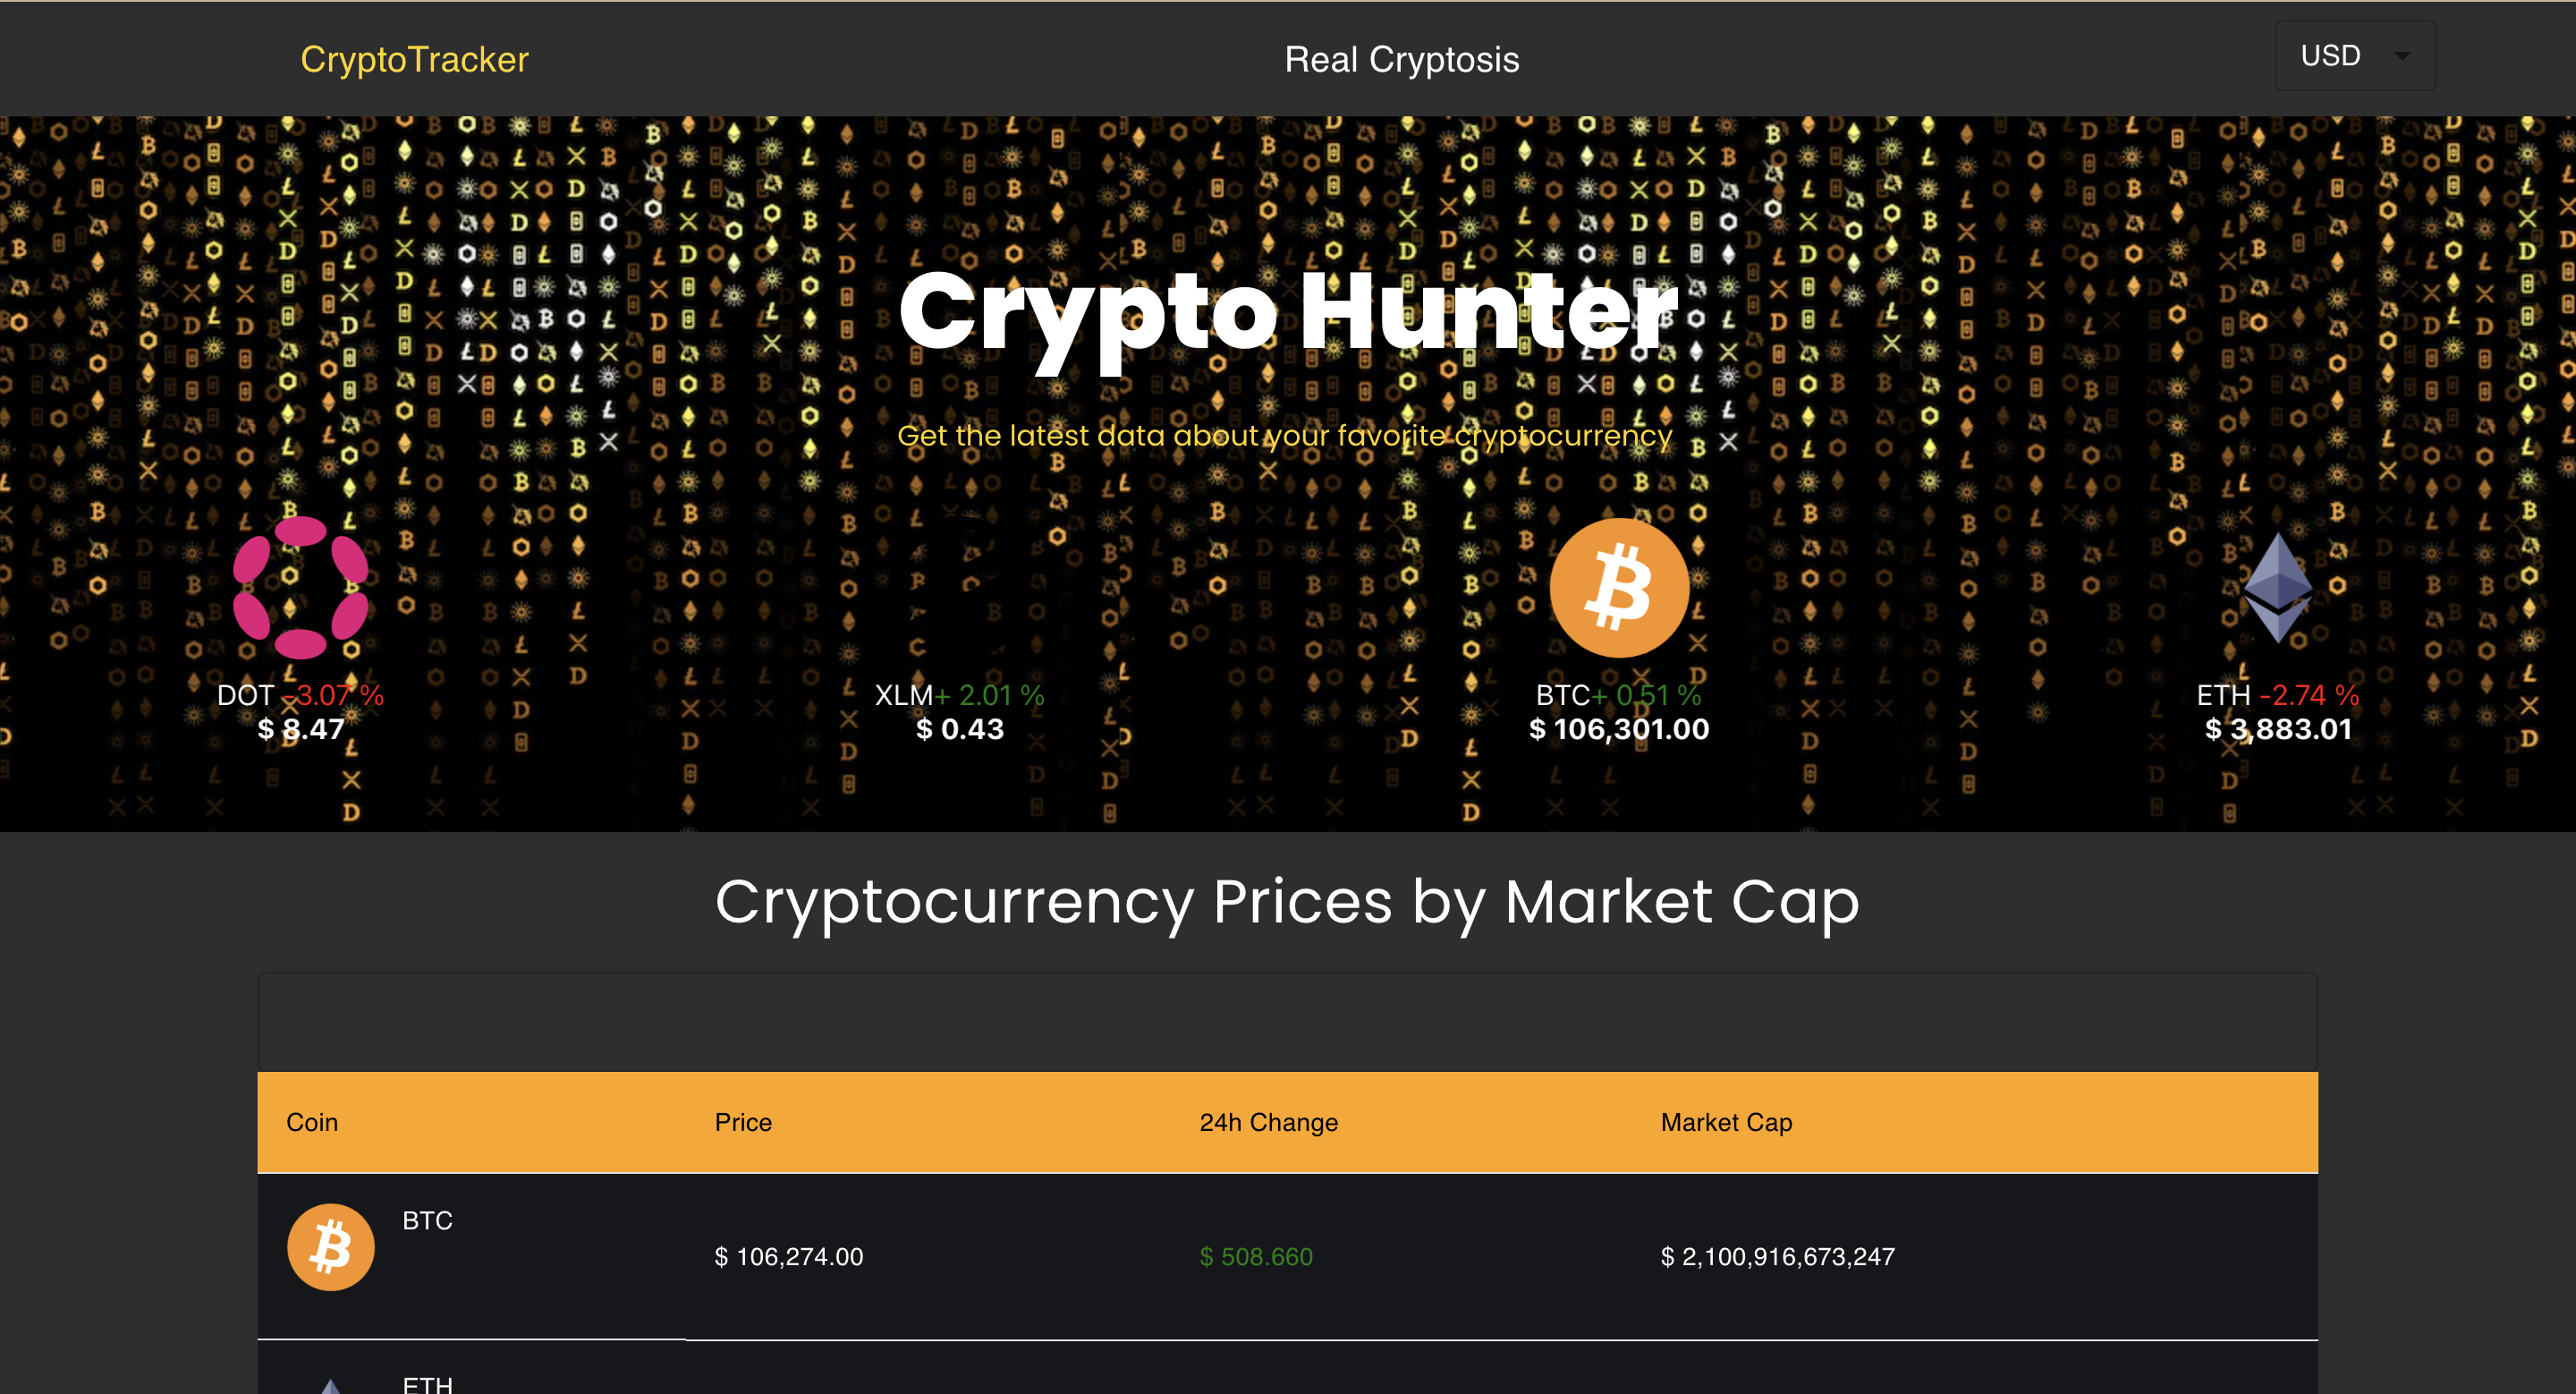 CryptoTracker
Real Cryptosis
USD
Crypto Hunter
Get the latest data about your favorite cryptocurrency
DOT -3.07 %
$ 8.47
XLM+ 2.01 %
$ 0.43
BTC+ 0.51 %
$ 106,301.00
ETH -2.74 %
$ 3,883.01
Cryptocurrency Prices by Market Cap
Coin Price 24h Change Market Cap
BTC
$ 106,274.00 $ 508.660 $ 2,100,916,673,247
ETH